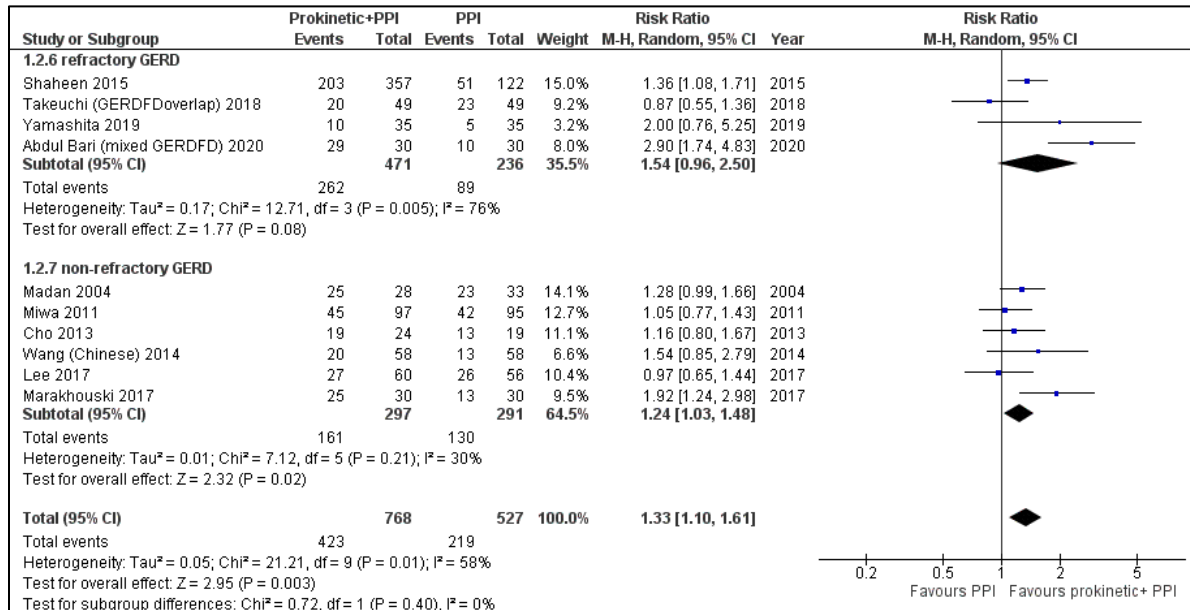 Prokinetic+PPI PPI Risk Ratio Risk Ratio
Study or Subgroup Events Total Events Total Weight M-H, Random, 95% CI Year M-H, Random, 95% CI
1.2.6 refractory GERD
Shaheen 2015 203 357 51 122 15.0% 1.36 [1.08, 1.71] 2015
Takeuchi (GERDFDoverlap) 2018 20 49 23 49 9.2% 0.87 [0.55, 1.36] 2018
Yamashita 2019 10 35 5 35 3.2% 2.00 [0.76, 5.25] 2019
Abdul Bari (mixed GERDFD) 2020 29 30 10 30 8.0% 2.90 [1.74, 4.83] 2020
Subtotal (95% CI) 471 236 35.5% 1.54 [0.96, 2.50]
Total events 262 89
Heterogeneity: Tau² = 0.17; Chi² = 12.71, df = 3 (P = 0.005); I² = 76%
Test for overall effect: Z = 1.77 (P = 0.08)
1.2.7 non-refractory GERD
Madan 2004 25 28 23 33 14.1% 1.28 [0.99, 1.66] 2004
Miwa 2011 45 97 42 95 12.7% 1.05 [0.77, 1.43] 2011
Cho 2013 19 24 13 19 11.1% 1.16 [0.80, 1.67] 2013
Wang (Chinese) 2014 20 58 13 58 6.6% 1.54 [0.85, 2.79] 2014
Lee 2017 27 60 26 56 10.4% 0.97 [0.65, 1.44] 2017
Marakhouski 2017 25 30 13 30 9.5% 1.92 [1.24, 2.98] 2017
Subtotal (95% CI) 297 291 64.5% 1.24 [1.03, 1.48]
Total events 161 130
Heterogeneity: Tau² = 0.01; Chi² = 7.12, df = 5 (P = 0.21); I² = 30%
Test for overall effect: Z = 2.32 (P = 0.02)
Total (95% CI) 768 527 100.0% 1.33 [1.10, 1.61]
Total events 423 219
Heterogeneity: Tau² = 0.05; Chi² = 21.21, df = 9 (P = 0.01); I² = 58%
Test for overall effect: Z = 2.95 (P = 0.003)
Test for subgroup differences: Chi² = 0.72, df = 1 (P = 0.40), I² = 0%
0.2 0.5 1 2 5
Favours PPI Favours prokinetic+ PPI